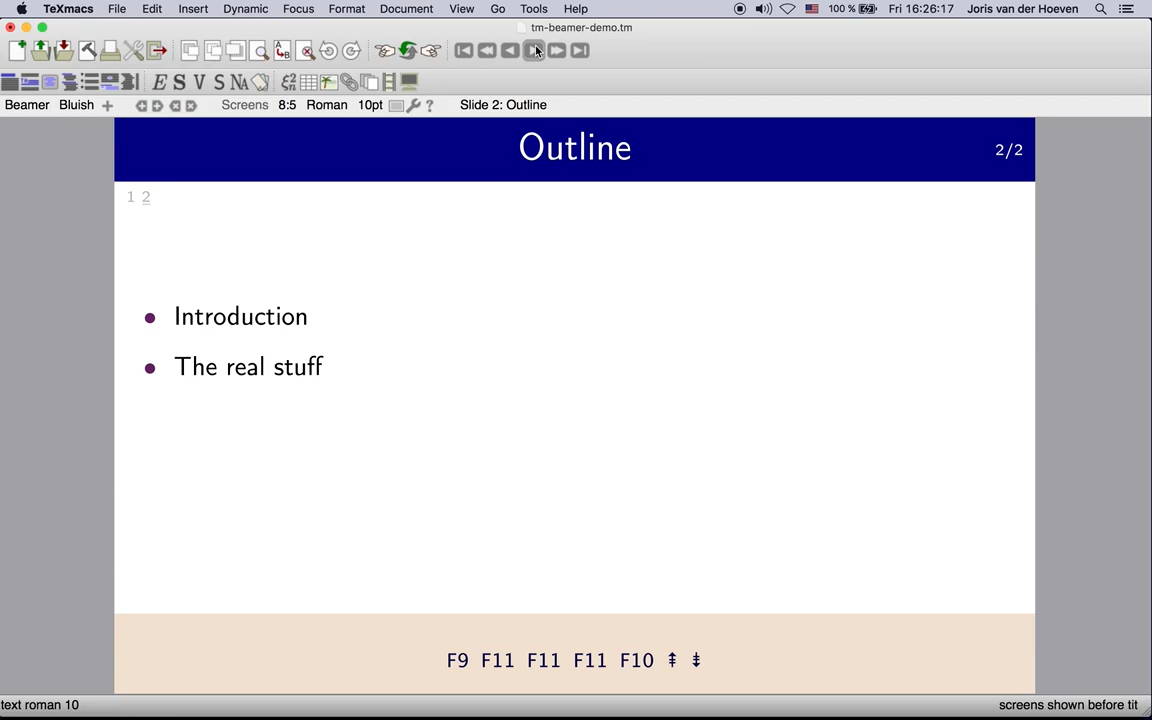 TeXmacs File Edit Insert Dynamic Focus Format Document View Go Tools Help 100 % Fri 16:26:17 Joris van der Hoeven
tm-beamer-demo.tm
E S V S NA
Beamer Bluish Screens 8:5 Roman 10pt ? Slide 2: Outline
Outline
2/2
1 2
• Introduction
• The real stuff
F9 F11 F11 F11 F10 ⇞ ⇟
text roman 10 screens shown before tit